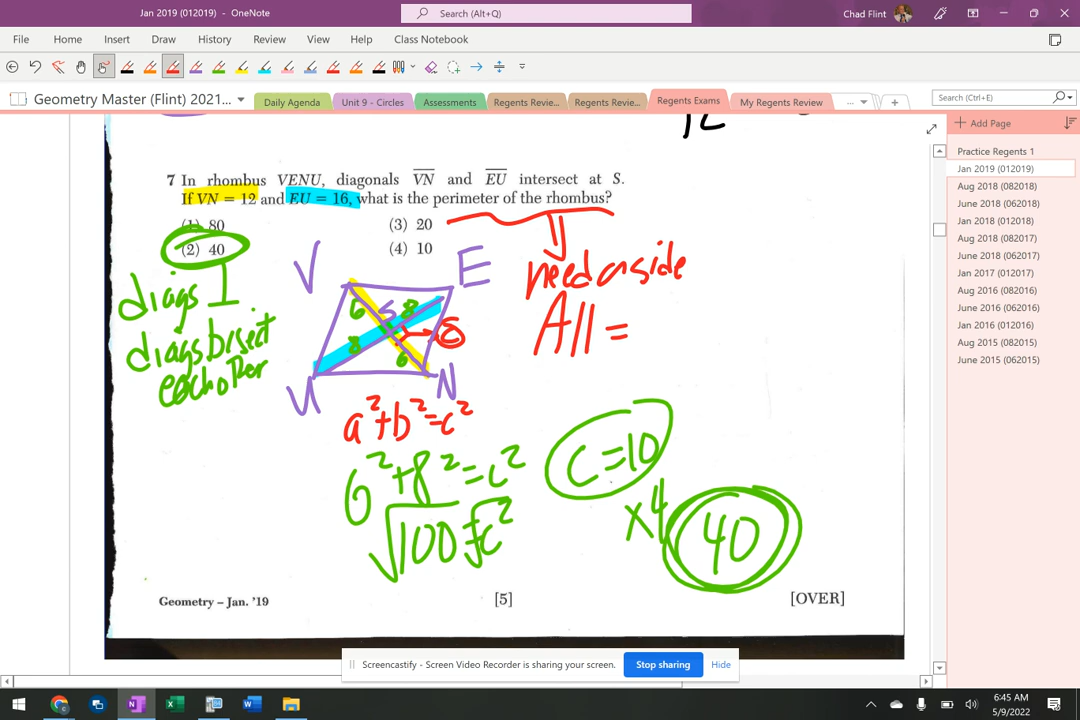 Jan 2019 (012019) - OneNote
Search (Alt+Q)
Chad Flint
File Home Insert Draw History Review View Help Class Notebook
Geometry Master (Flint) 2021...
Daily Agenda
Unit 9 - Circles
Assessments
Regents Revie...
Regents Revie...
Regents Exams
My Regents Review
...
Search (Ctrl+E)
Add Page
Practice Regents 1
Jan 2019 (012019)
Aug 2018 (082018)
June 2018 (062018)
Jan 2018 (012018)
Aug 2018 (082017)
June 2018 (062017)
Jan 2017 (012017)
Aug 2016 (082016)
June 2016 (062016)
Jan 2016 (012016)
Aug 2015 (082015)
June 2015 (062015)
12
7 In rhombus VENU, diagonals VN and EU intersect at S.
If VN = 12 and EU = 16, what is the perimeter of the rhombus?
(1) 80
(3) 20
(2) 40
(4) 10
diags ⊥
diags bisect
each other
V
E
6
S
8
8
6
U
N
need a side
All =
a²+b²=c²
6²+8²=c²
√100=√c²
c=10
x4
40
Geometry – Jan. '19
[5]
[OVER]
Screencastify - Screen Video Recorder is sharing your screen.
Stop sharing
Hide
6:45 AM
5/9/2022